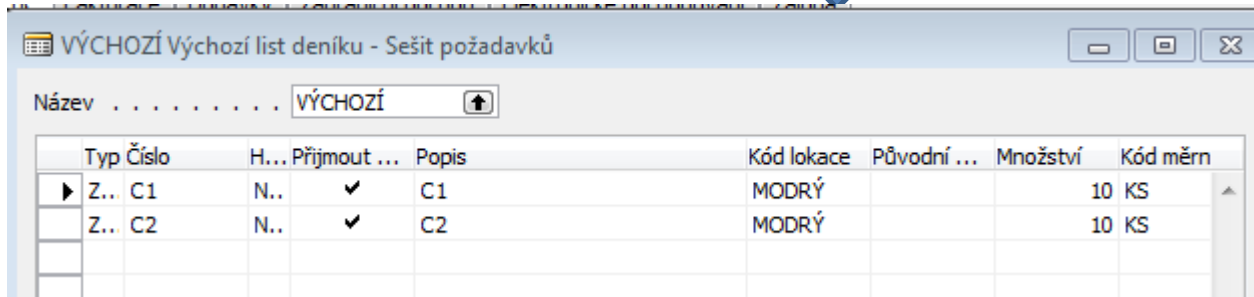 VÝCHOZÍ Výchozí list deníku - Sešit požadavků
Název . . . . . . . . . VÝCHOZÍ
Typ Číslo H... Přijmout ... Popis Kód lokace Původní ... Množství Kód měrn
Z... C1 N.. C1 MODRÝ 10 KS
Z... C2 N.. C2 MODRÝ 10 KS